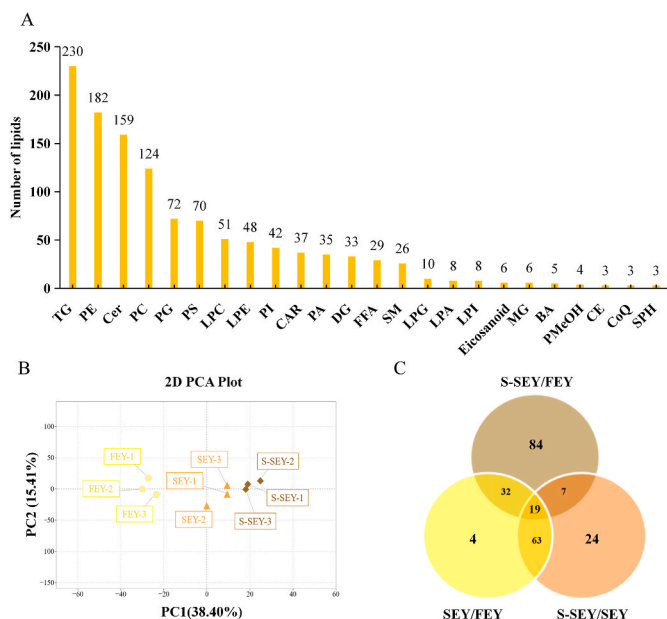 A
Number of lipids
250
200
150
100
50
0
230
182
159
124
72
70
51
48
42
37
35
33
29
26
10
8
8
6
6
5
4
3
3
3
TG
PE
Cer
PC
PG
PS
LPC
LPE
PI
CAR
PA
DG
FFA
SM
LPG
LPA
LPI
Eicosanoid
MG
BA
PMeOH
CE
CoQ
SPH
B
2D PCA Plot
PC2 (15.41%)
100
50
0
−50
−100
−150
FEY-1
FEY-2
FEY-3
SEY-3
SEY-1
SEY-2
S-SEY-2
S-SEY-1
S-SEY-3
−60
−40
−20
0
20
40
60
PC1(38.40%)
C
S-SEY/FEY
84
32
7
19
4
63
24
SEY/FEY
S-SEY/SEY